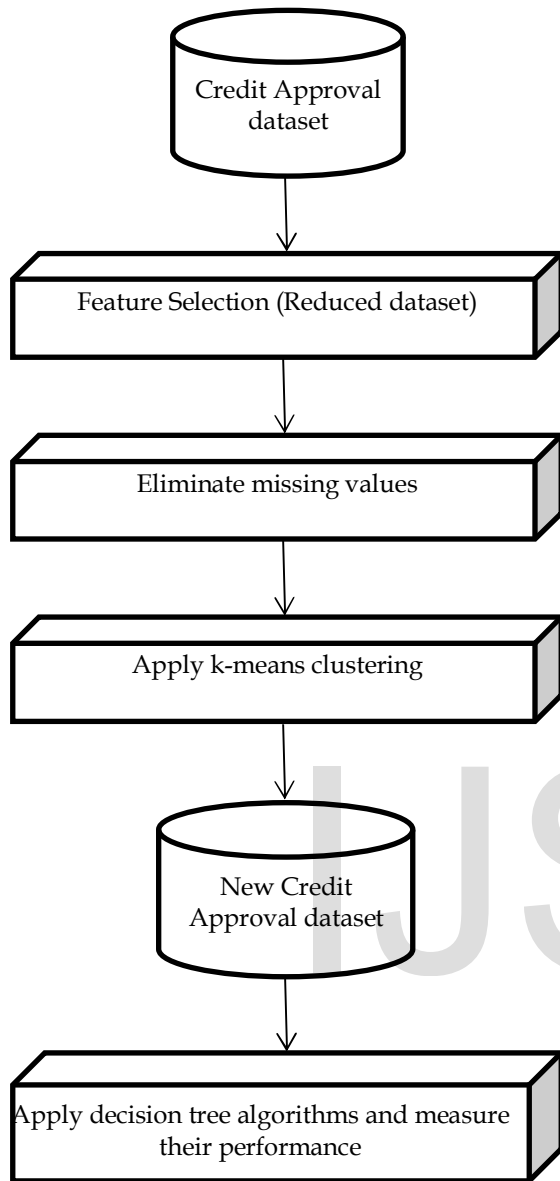 Credit Approval
dataset
Feature Selection (Reduced dataset)
Eliminate missing values
Apply k-means clustering
New Credit
Approval dataset
IJS
Apply decision tree algorithms and measure
their performance